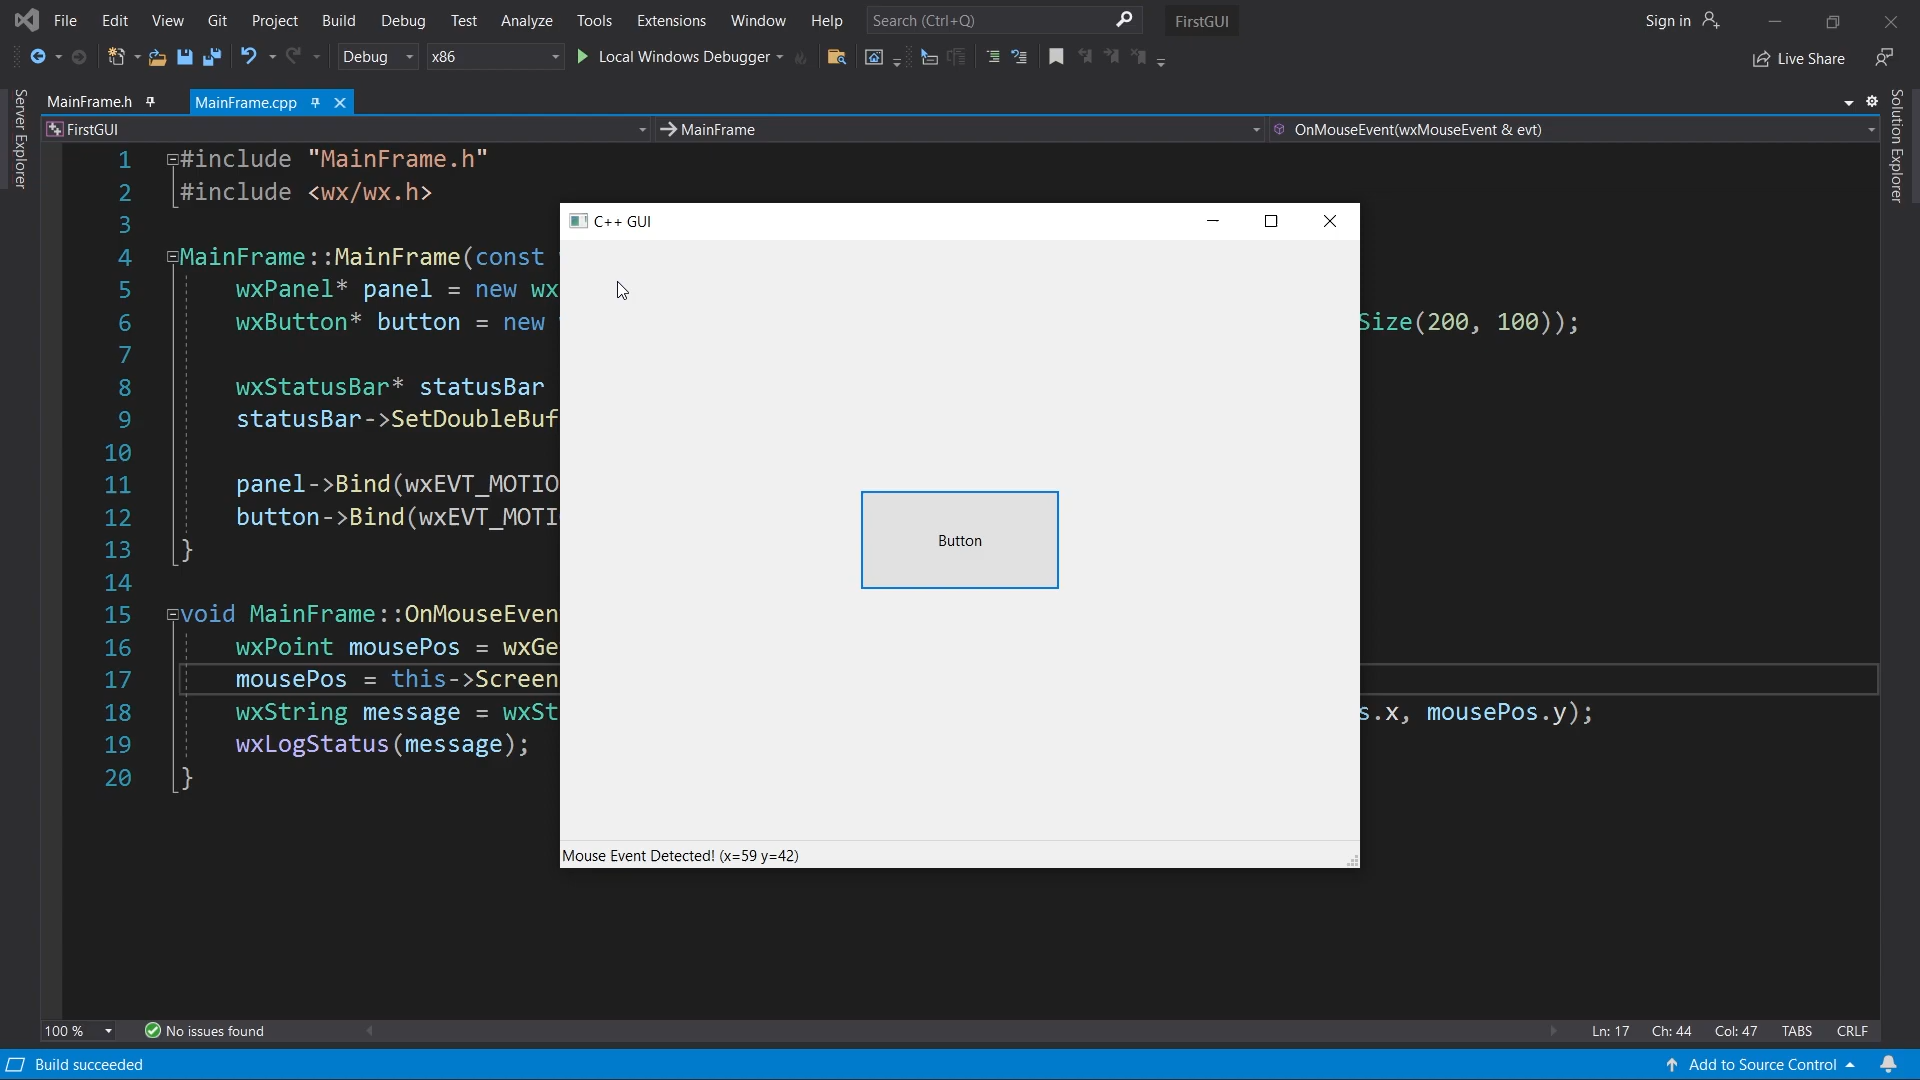 File Edit View Git Project Build Debug Test Analyze Tools Extensions Window Help Search (Ctrl+Q) FirstGUI Sign in
Debug x86 Local Windows Debugger Live Share
Server Explorer
MainFrame.h MainFrame.cpp
Solution Explorer
FirstGUI MainFrame OnMouseEvent(wxMouseEvent & evt)
1 #include "MainFrame.h"
2 #include <wx/wx.h>
3
4 MainFrame::MainFrame(const
5 wxPanel* panel = new wx
6 wxButton* button = new Size(200, 100));
7
8 wxStatusBar* statusBar
9 statusBar->SetDoubleBuf
10
11 panel->Bind(wxEVT_MOTIO
12 button->Bind(wxEVT_MOTI
13 }
14
15 void MainFrame::OnMouseEven
16 wxPoint mousePos = wxGe
17 mousePos = this->Screen
18 wxString message = wxSt s.x, mousePos.y);
19 wxLogStatus(message);
20 }
C++ GUI
Button
Mouse Event Detected! (x=59 y=42)
100 % No issues found Ln: 17 Ch: 44 Col: 47 TABS CRLF
Build succeeded Add to Source Control